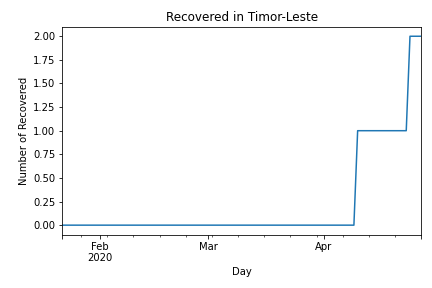 Recovered in Timor-Leste
Number of Recovered
2.00
1.75
1.50
1.25
1.00
0.75
0.50
0.25
0.00
Feb
2020
Mar
Apr
Day